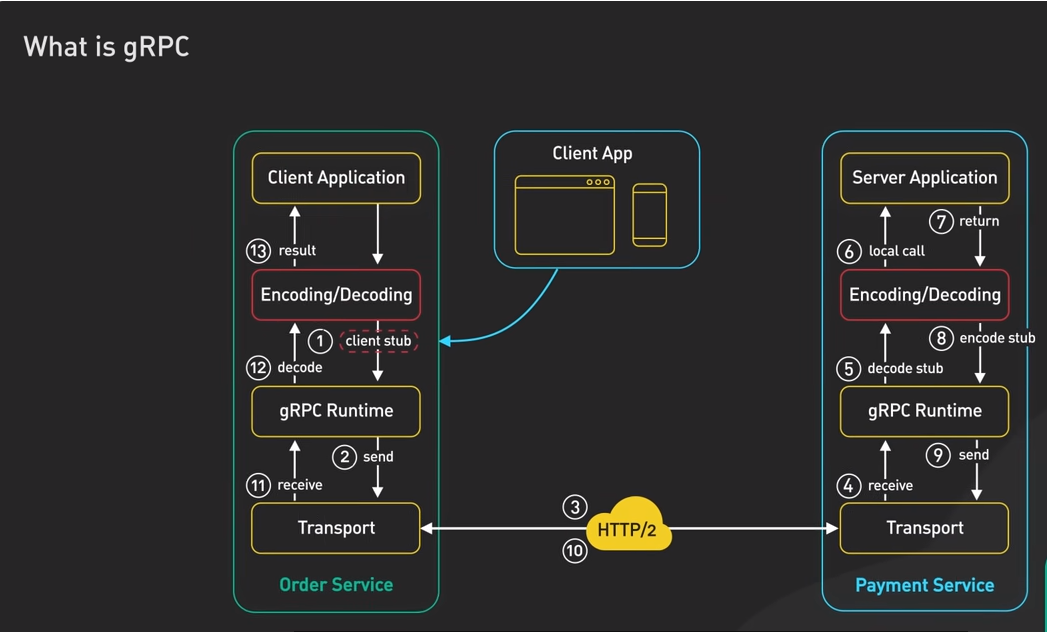 What is gRPC
Client Application
13 result
Encoding/Decoding
1 client stub
12 decode
gRPC Runtime
2 send
11 receive
Transport
Order Service
Client App
3
HTTP/2
10
Server Application
7 return
6 local call
Encoding/Decoding
8 encode stub
5 decode stub
gRPC Runtime
9 send
4 receive
Transport
Payment Service